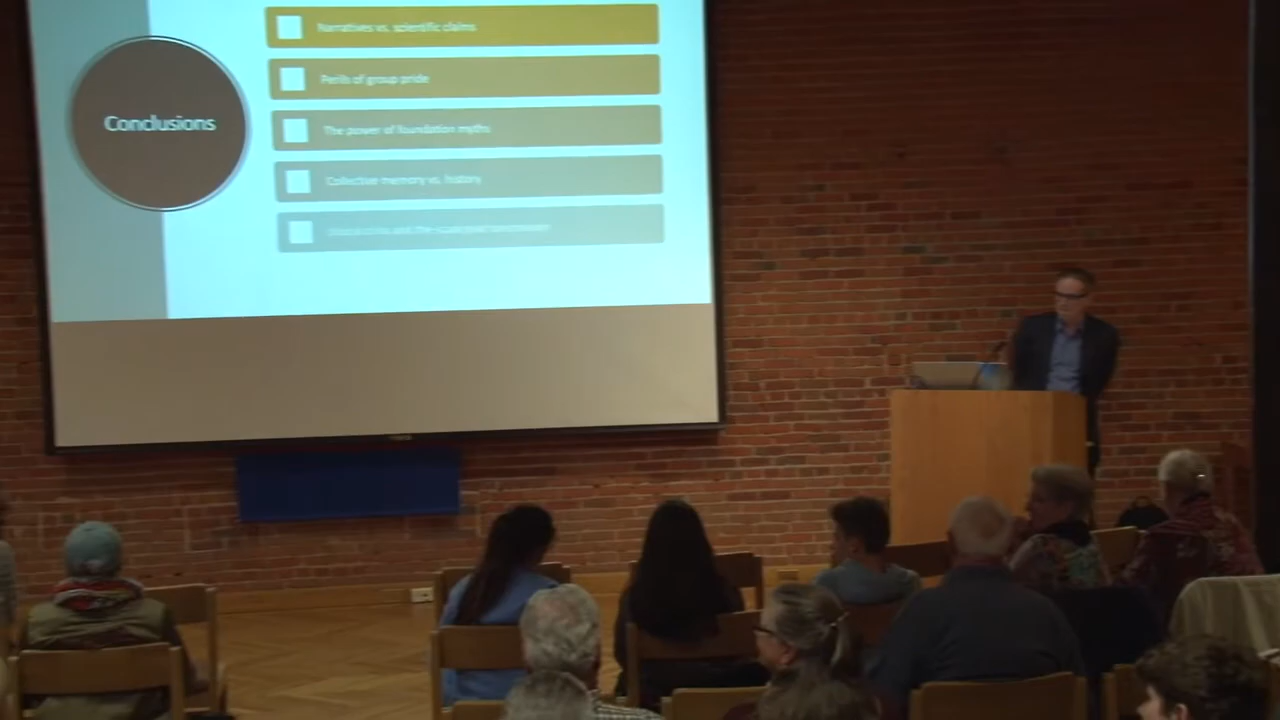 Narratives vs. scientific claims
Perils of group pride
Conclusions
The power of foundation myths
Collective memory vs. history